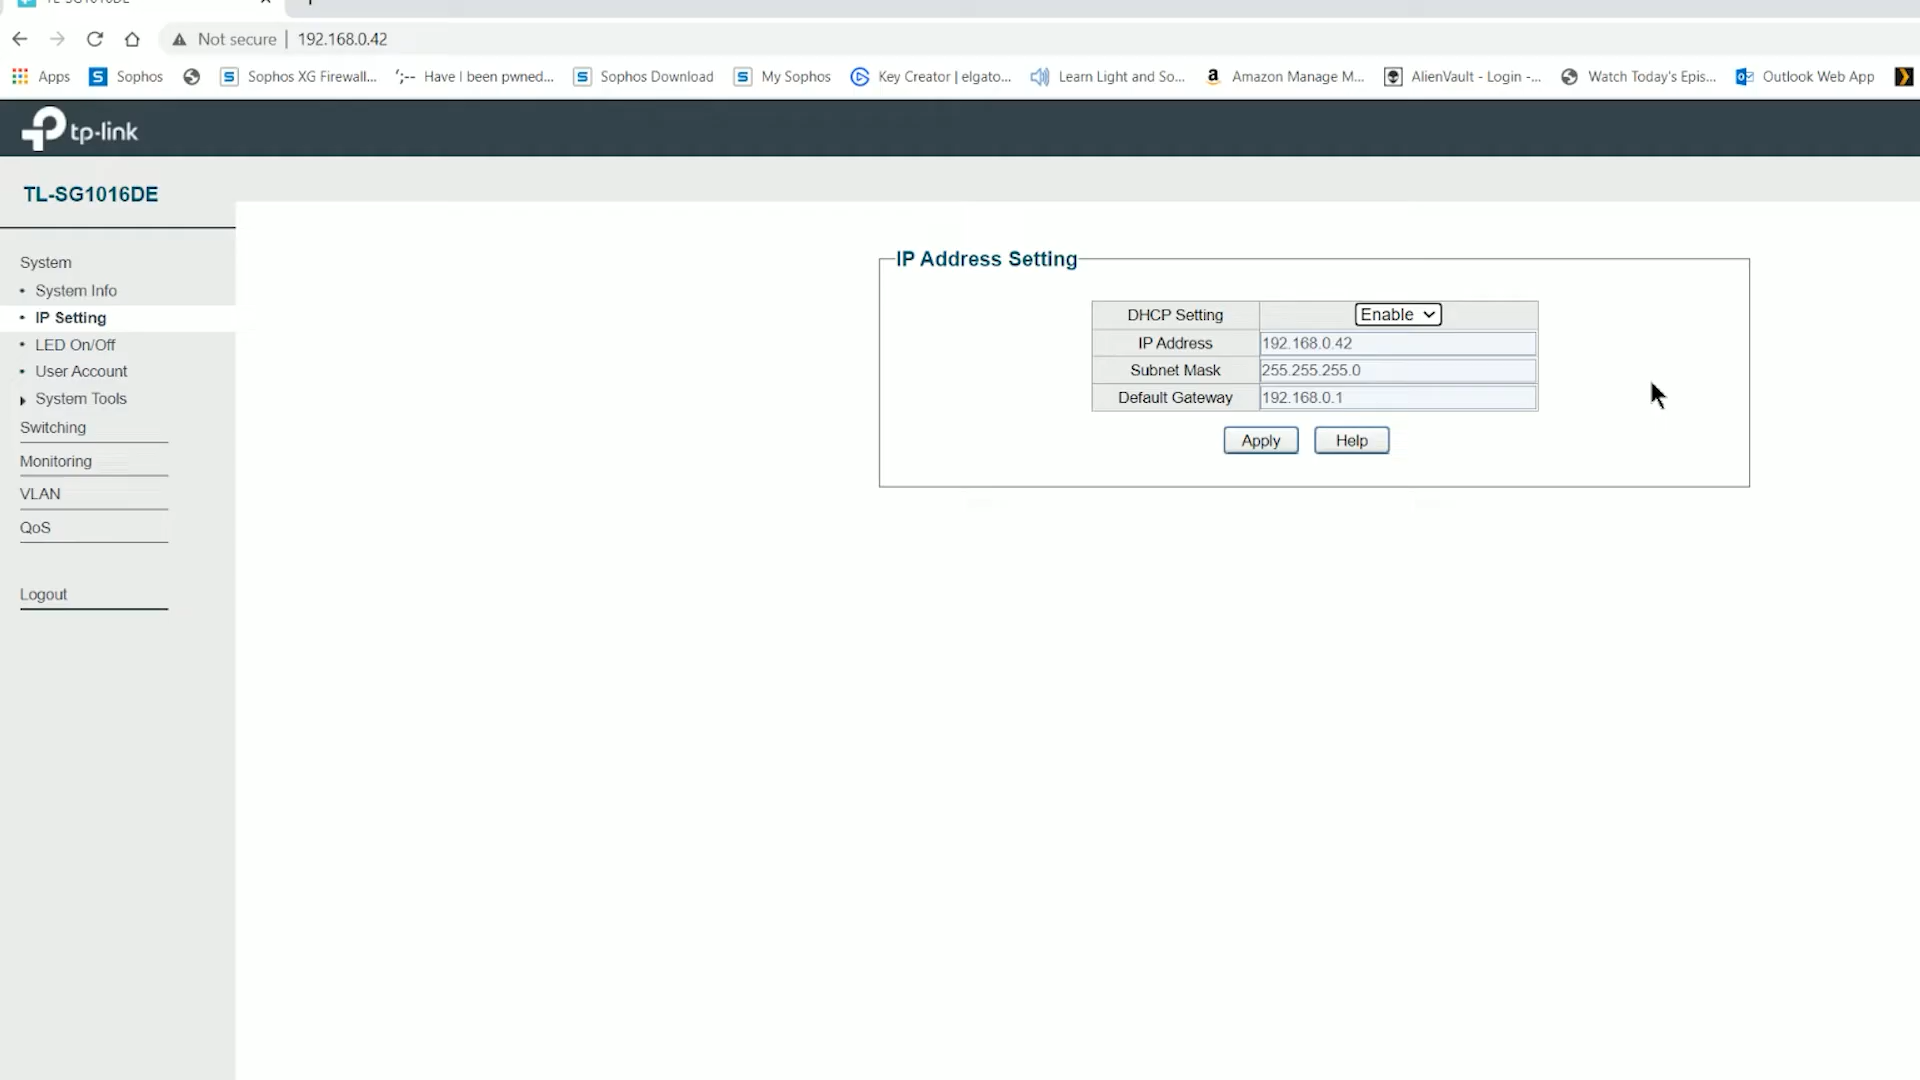 TL-SG1016DE
Not secure | 192.168.0.42
Apps Sophos Sophos XG Firewall... Have I been pwned... Sophos Download My Sophos Key Creator | elgato... Learn Light and So... Amazon Manage M... AlienVault - Login -... Watch Today's Epis... Outlook Web App
tp-link
TL-SG1016DE
System
System Info
IP Setting
LED On/Off
User Account
System Tools
Switching
Monitoring
VLAN
QoS
Logout
IP Address Setting
DHCP Setting Enable
IP Address 192.168.0.42
Subnet Mask 255.255.255.0
Default Gateway 192.168.0.1
Apply Help